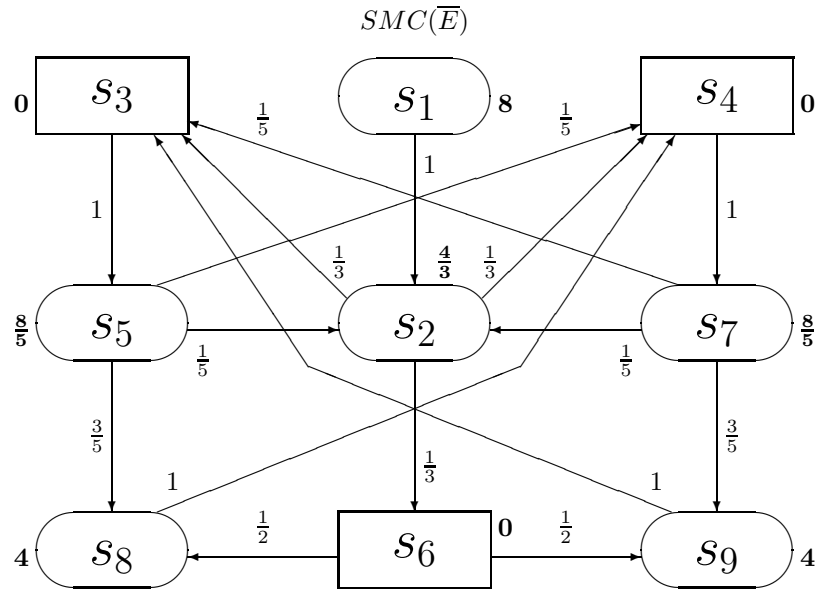 SMC(E̅)
0 s₃ s₁ 8 s₄ 0
1/5 1/5
1
1 1
1/3 4/3 1/3
8/5 s₅ s₂ s₇ 8/5
1/5 1/5
3/5 1/3 3/5
1 1
1/2 0 1/2
4 s₈ s₆ s₉ 4